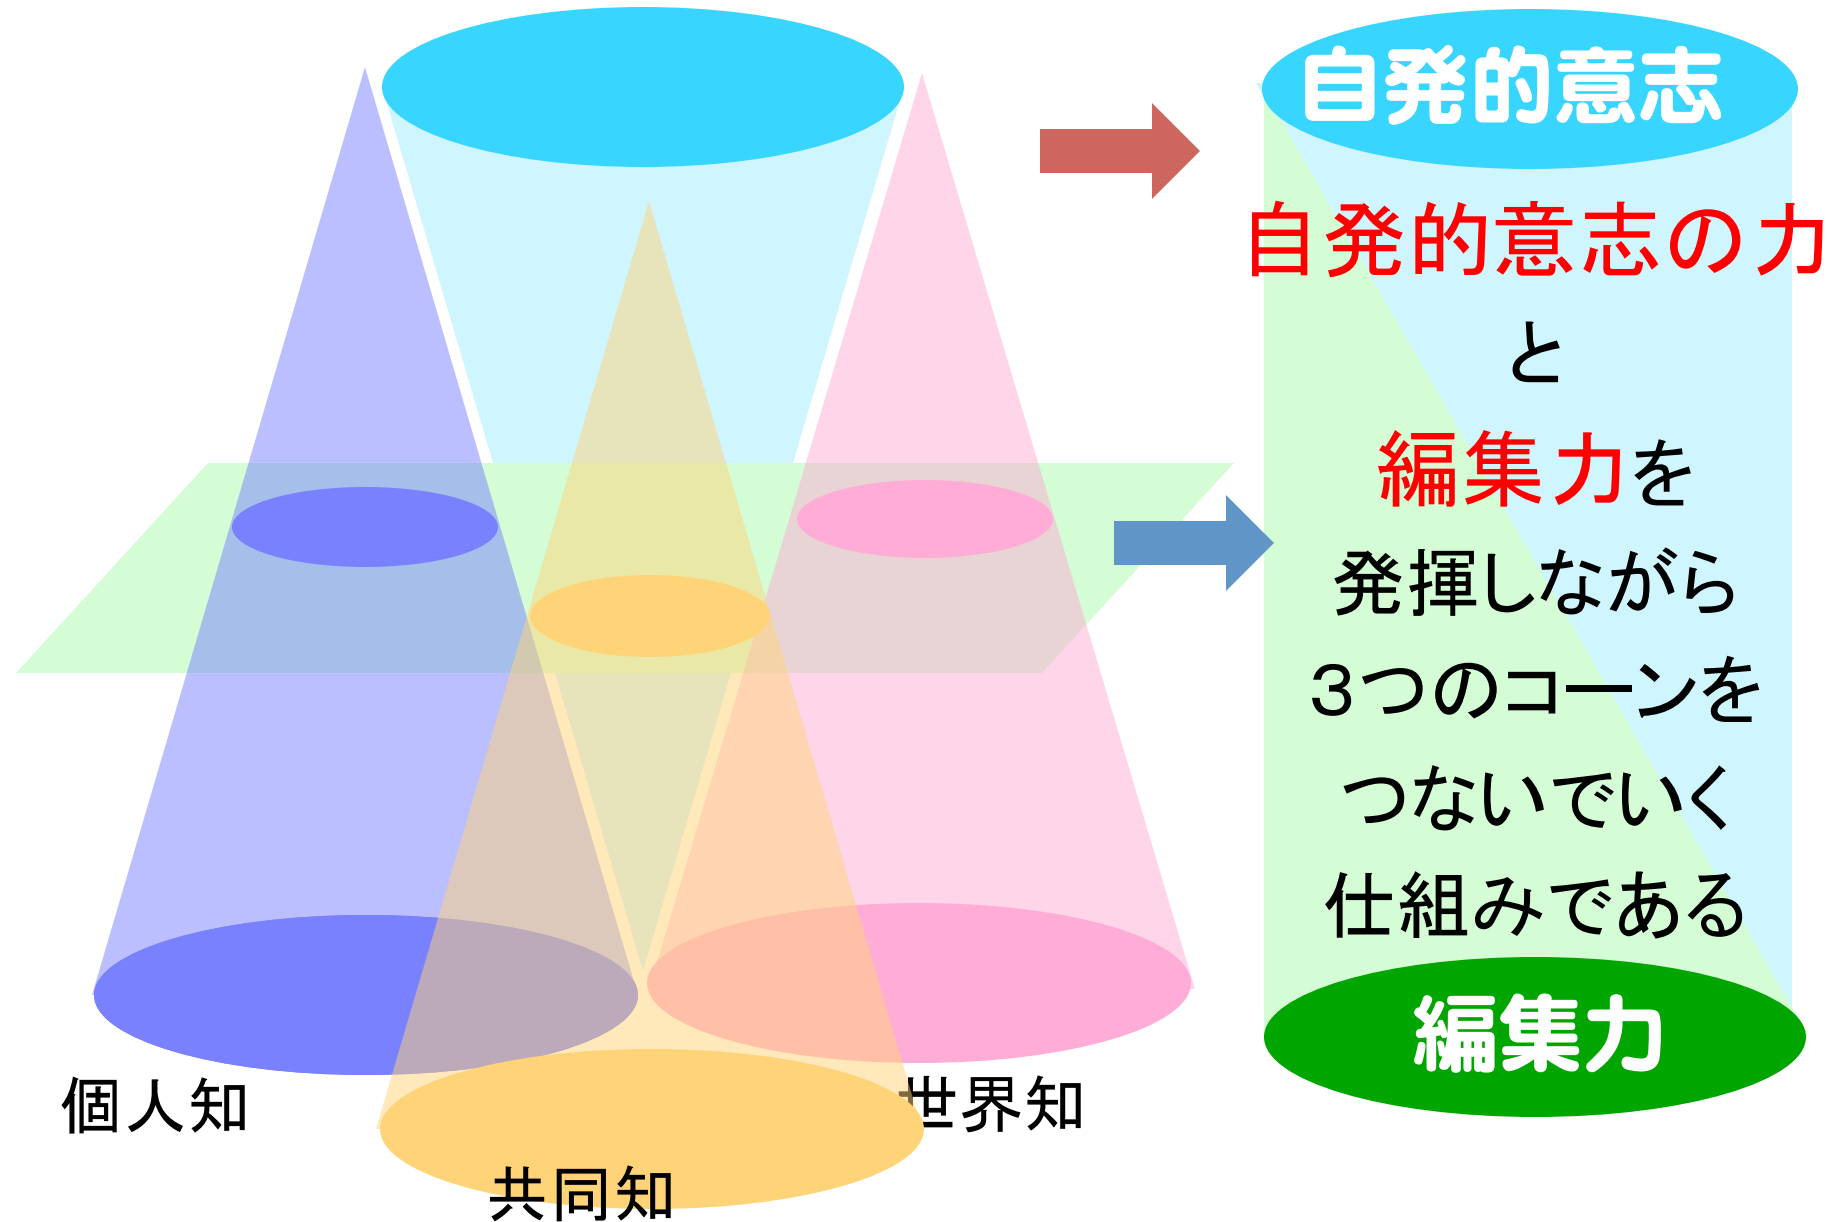 自発的意志
自発的意志の力
と
編集力を
発揮しながら
３つのコーンを
つないでいく
仕組みである
編集力
個人知
世界知
共同知